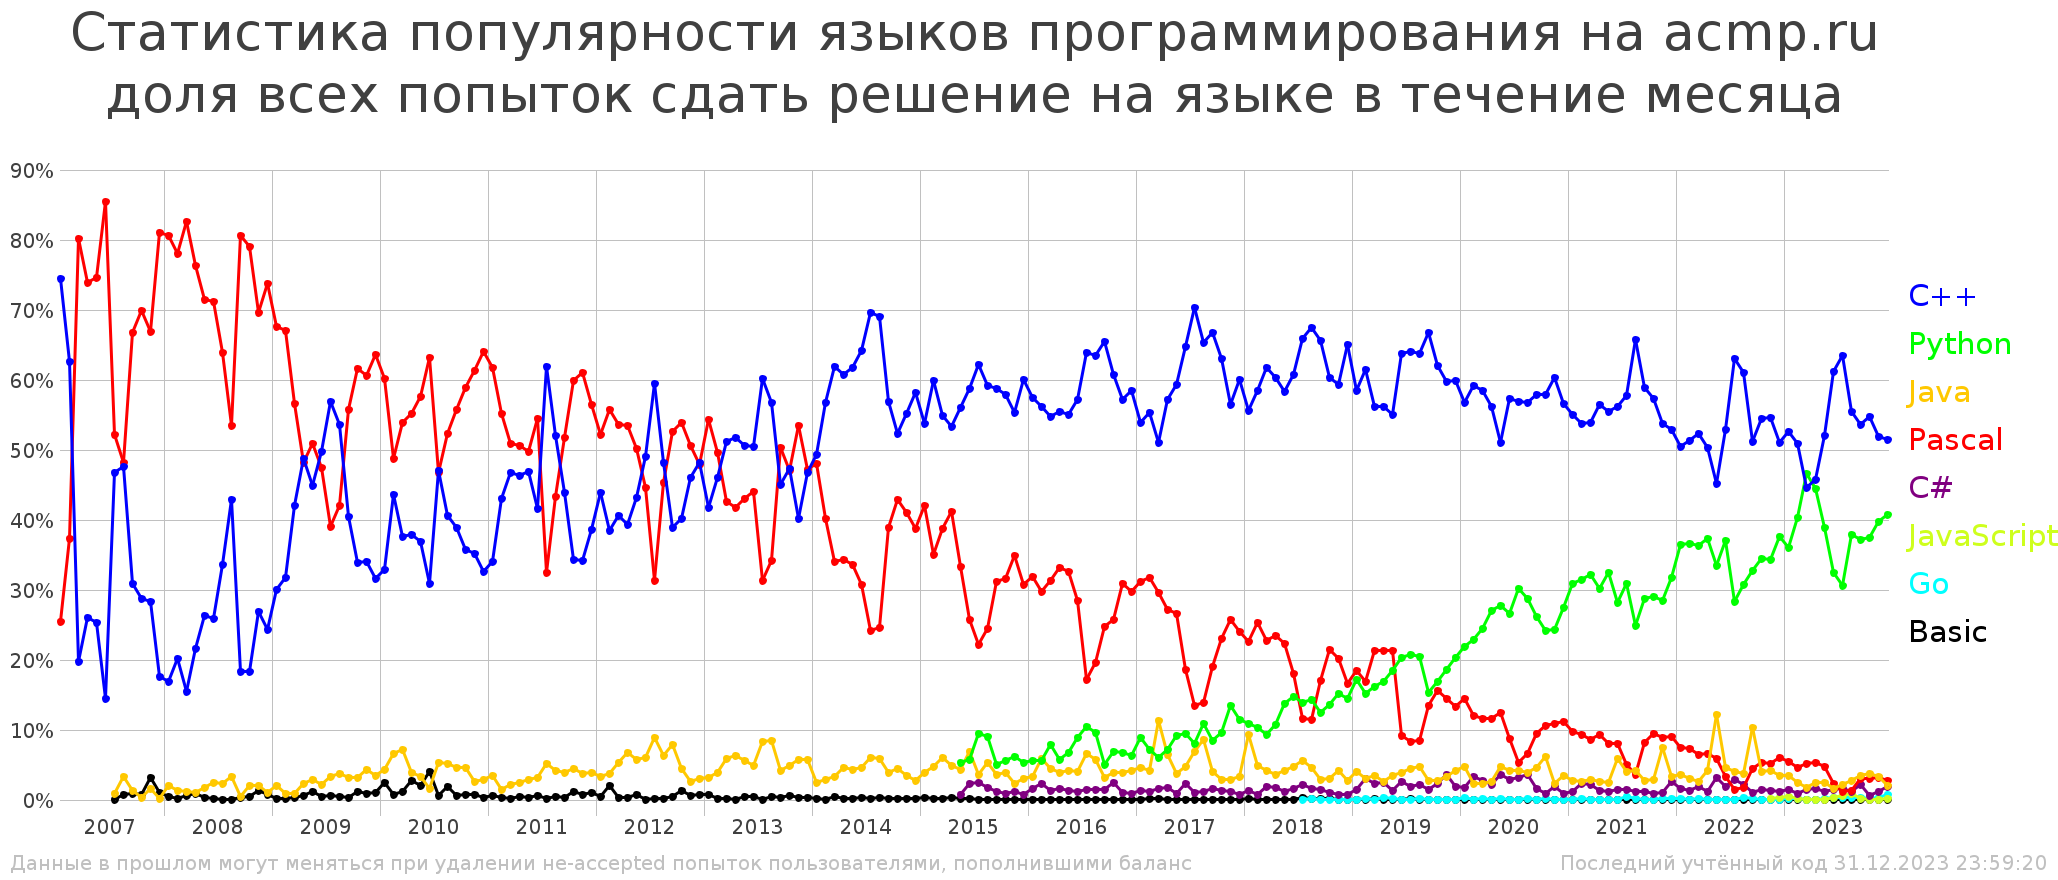 Статистика популярности языков программирования на acmp.ru
доля всех попыток сдать решение на языке в течение месяца
90%
80%
70%
60%
50%
40%
30%
20%
10%
0%
C++
Python
Java
Pascal
C#
JavaScript
Go
Basic
2007 2008 2009 2010 2011 2012 2013 2014 2015 2016 2017 2018 2019 2020 2021 2022 2023
Данные в прошлом могут меняться при удалении не-accepted попыток пользователями, пополнившими баланс
Последний учтённый код 31.12.2023 23:59:20